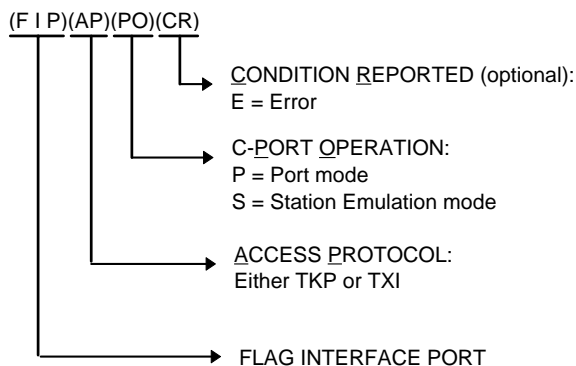 (F I P)(AP)(PO)(CR)
CONDITION REPORTED (optional):
E = Error
C-PORT OPERATION:
P = Port mode
S = Station Emulation mode
ACCESS PROTOCOL:
Either TKP or TXI
FLAG INTERFACE PORT